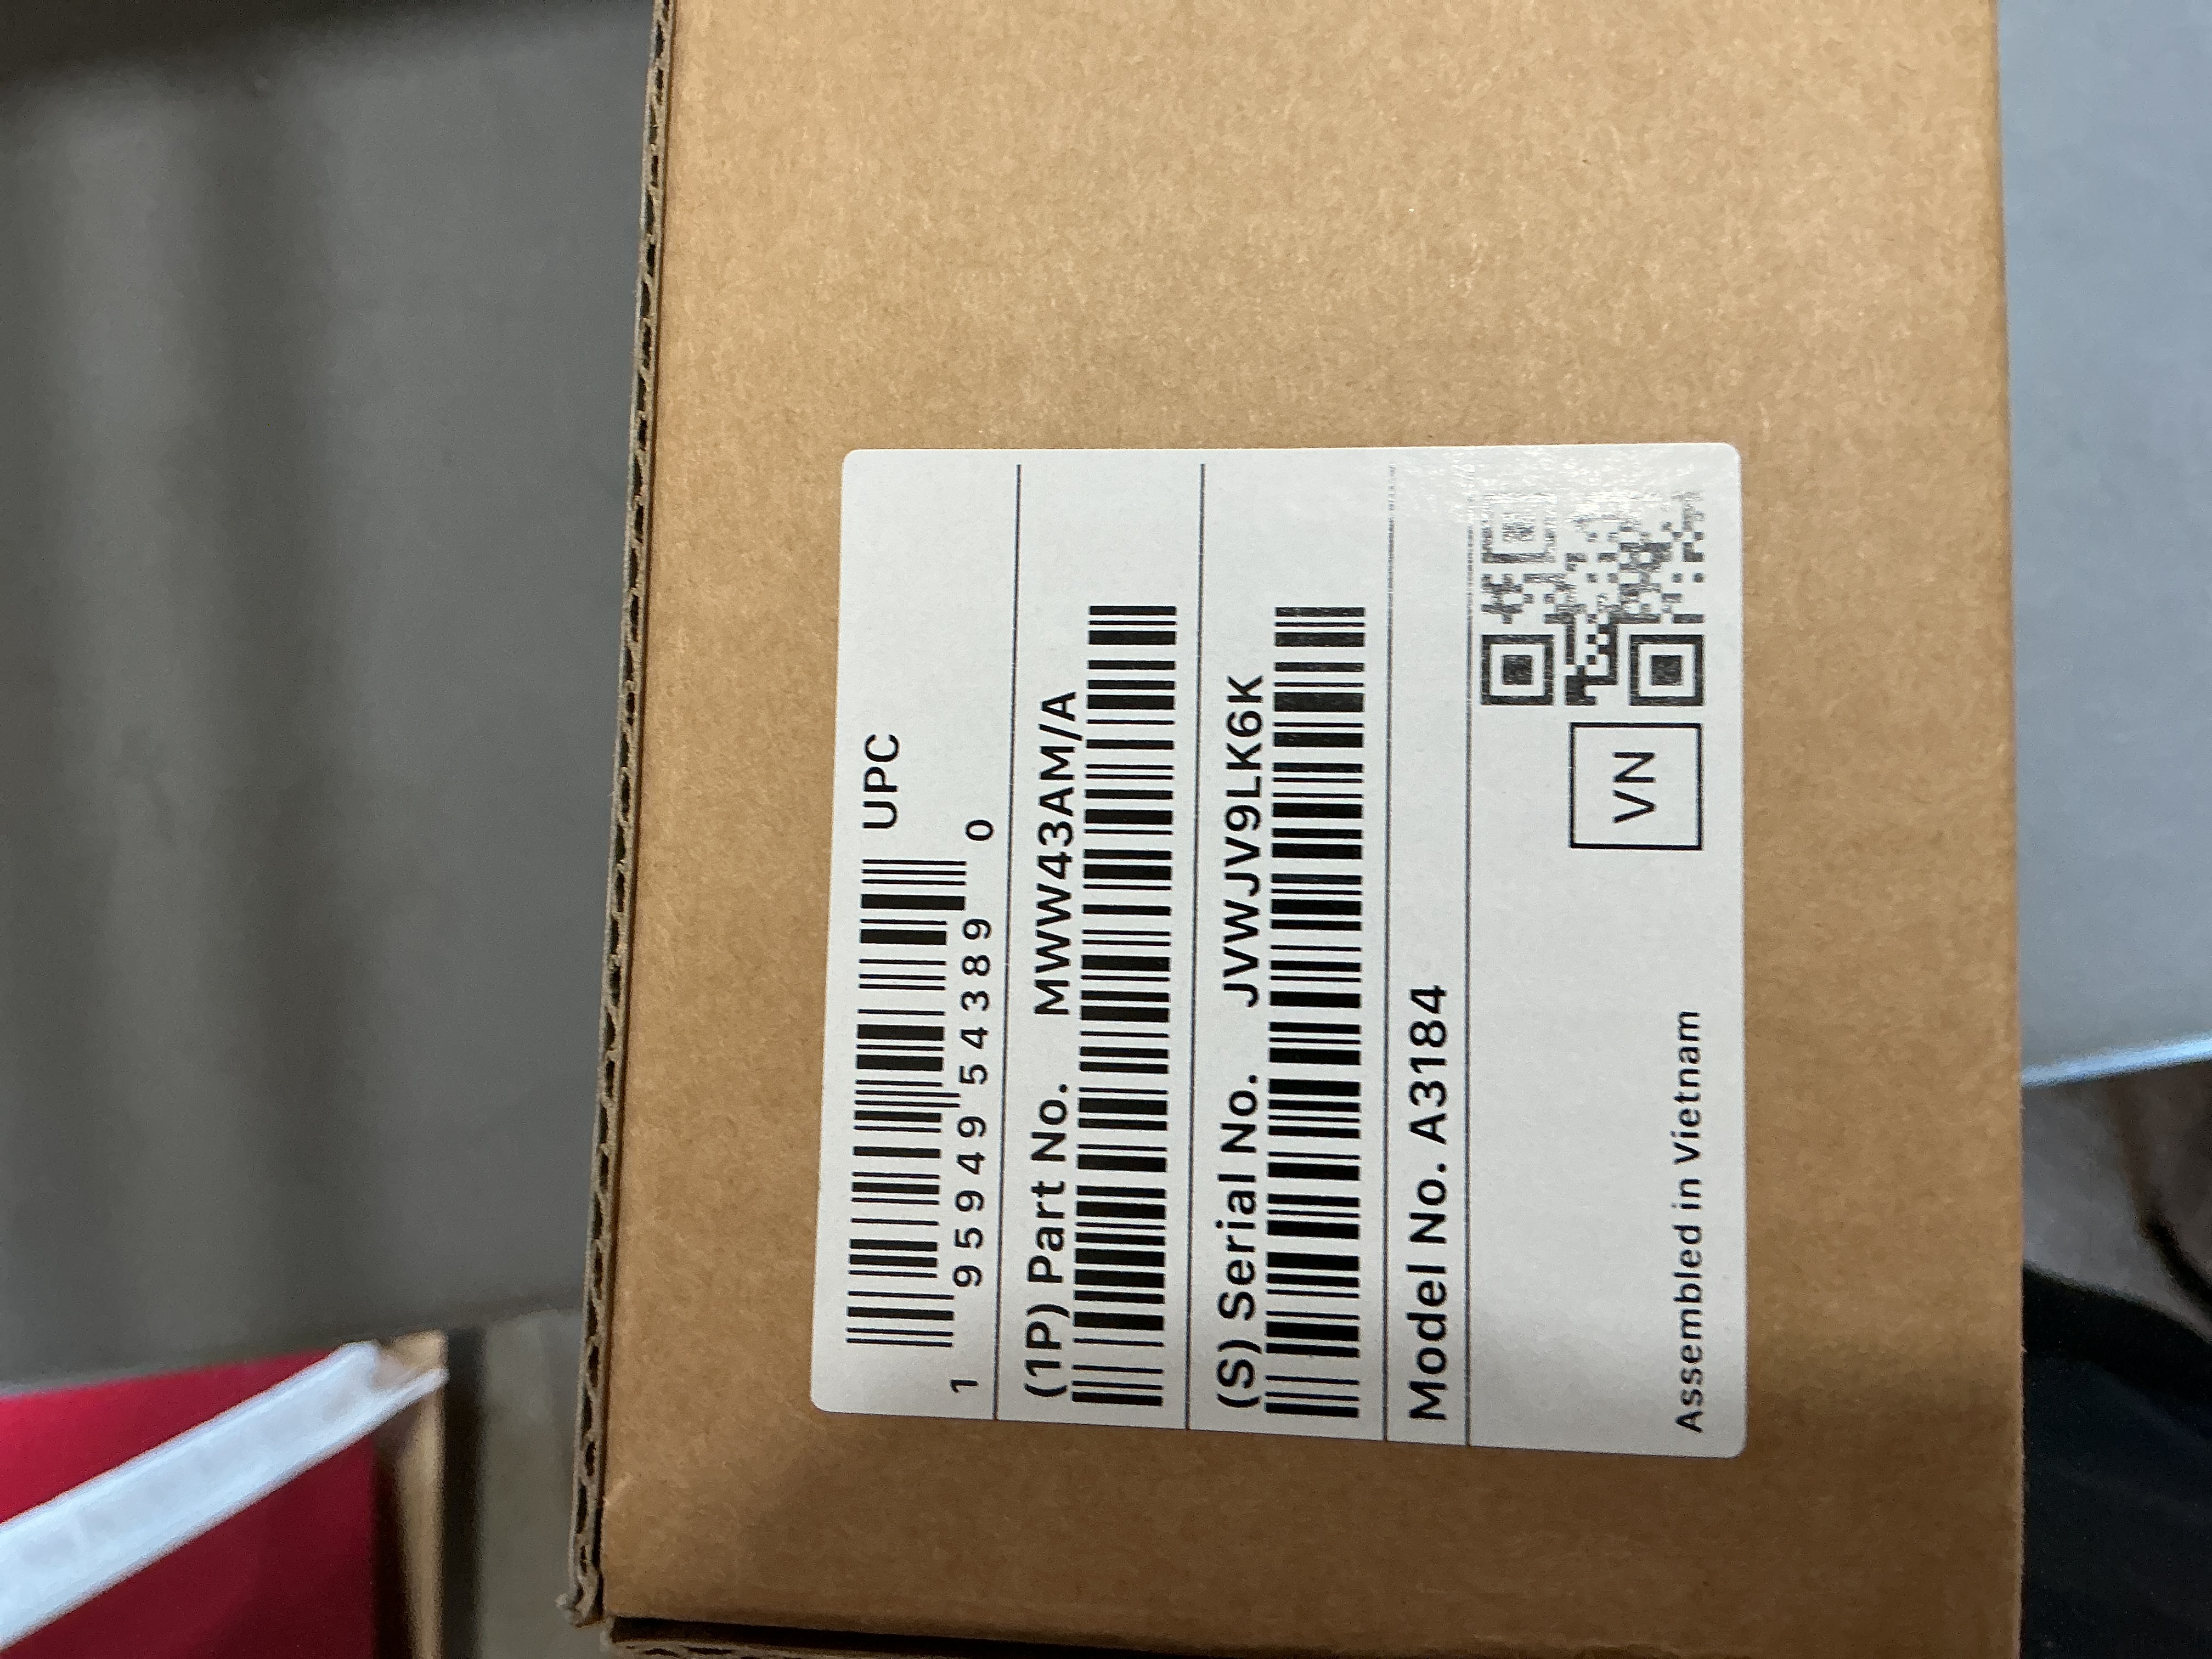 UPC
1 95949 54389 0
(1P) Part No. MWW43AM/A
(S) Serial No. JVWJV9LK6K
Model No. A3184
VN
Assembled in Vietnam